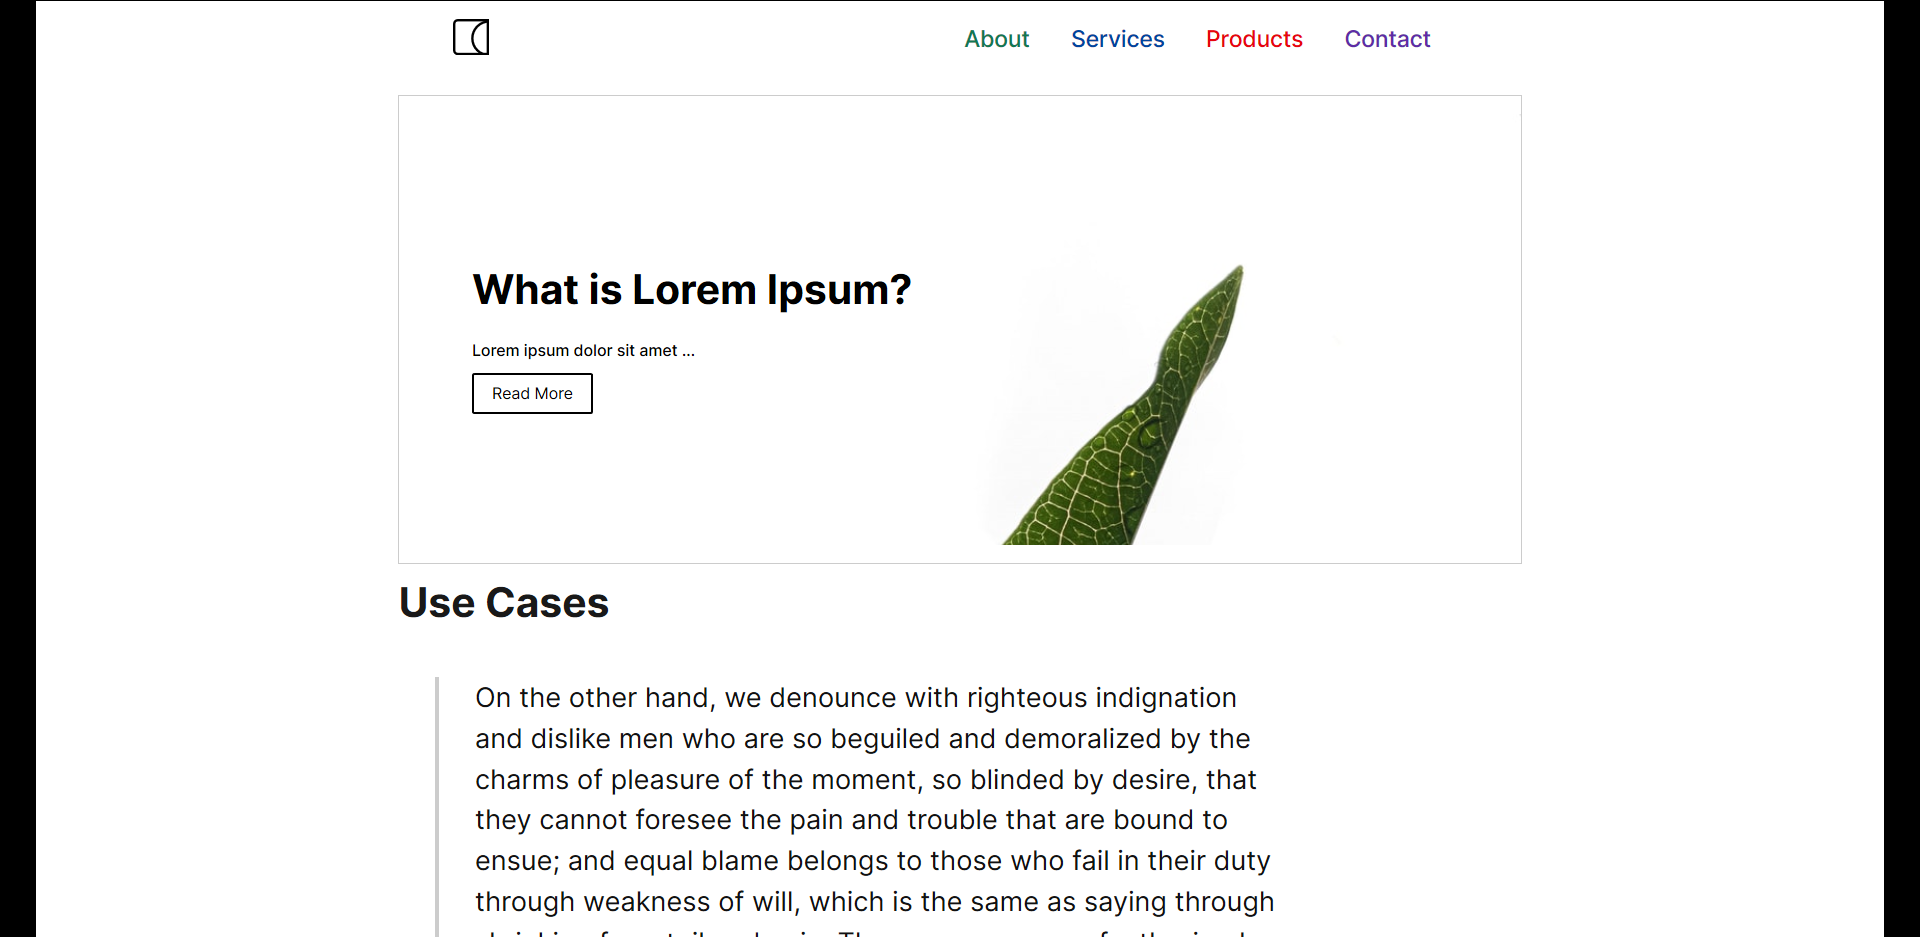 About Services Products Contact
What is Lorem Ipsum?
Lorem ipsum dolor sit amet ...
Read More
Use Cases
On the other hand, we denounce with righteous indignation
and dislike men who are so beguiled and demoralized by the
charms of pleasure of the moment, so blinded by desire, that
they cannot foresee the pain and trouble that are bound to
ensue; and equal blame belongs to those who fail in their duty
through weakness of will, which is the same as saying through